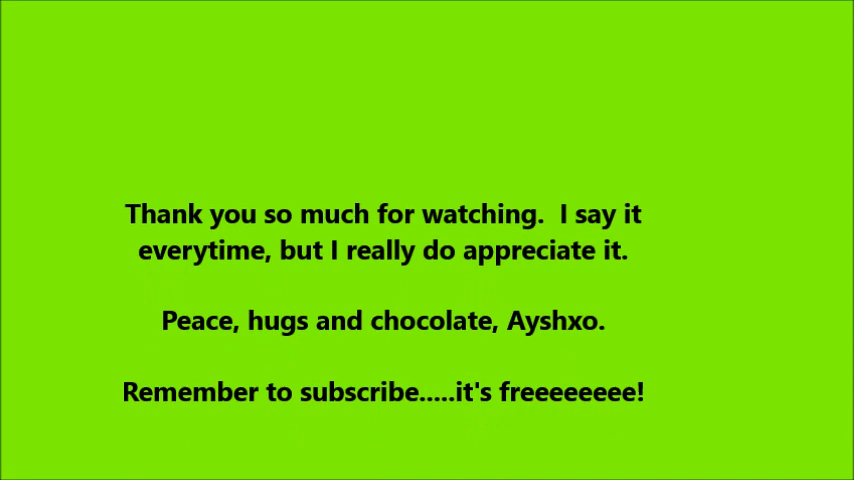 Thank you so much for watching.  I say it
everytime, but I really do appreciate it.
Peace, hugs and chocolate, Ayshxo.
Remember to subscribe.....it's freeeeeeee!